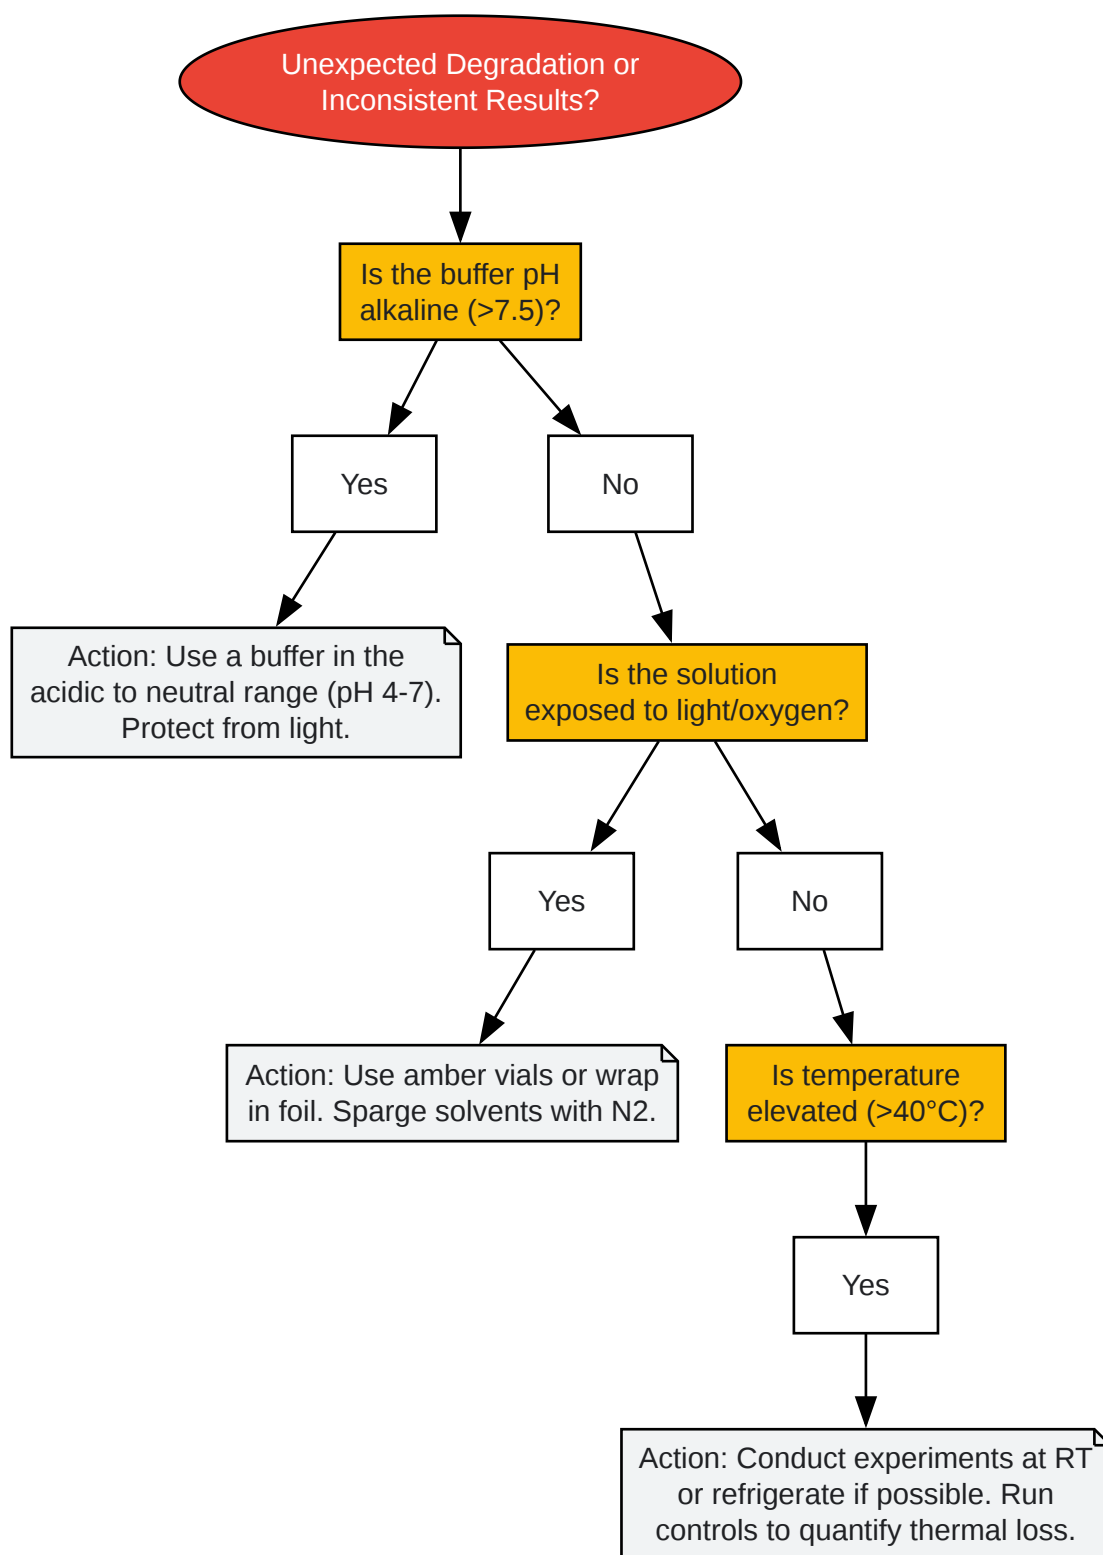 Unexpected Degradation or
Inconsistent Results?
Is the buffer pH
alkaline (>7.5)?
Yes
No
Action: Use a buffer in the
acidic to neutral range (pH 4-7).
Protect from light.
Is the solution
exposed to light/oxygen?
Yes
No
Action: Use amber vials or wrap
in foil. Sparge solvents with N2.
Is temperature
elevated (>40°C)?
Yes
Action: Conduct experiments at RT
or refrigerate if possible. Run
controls to quantify thermal loss.